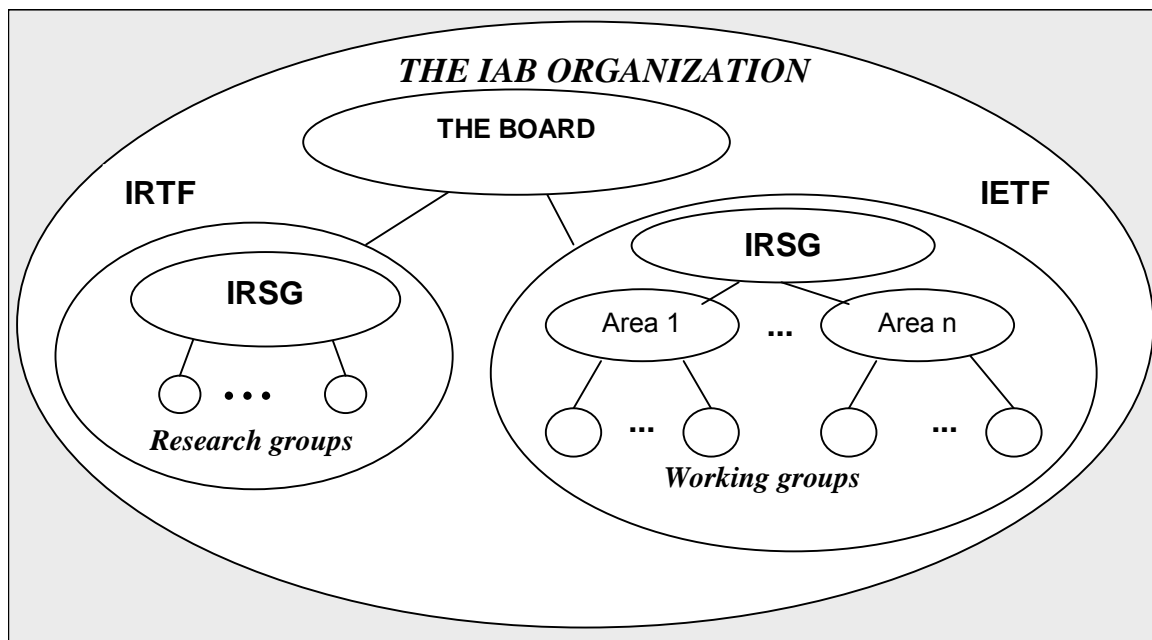 THE IAB ORGANIZATION
THE BOARD
IRTF
IETF
IRSG
IRSG
Area 1
...
Area n
...
Research groups
...
...
Working groups